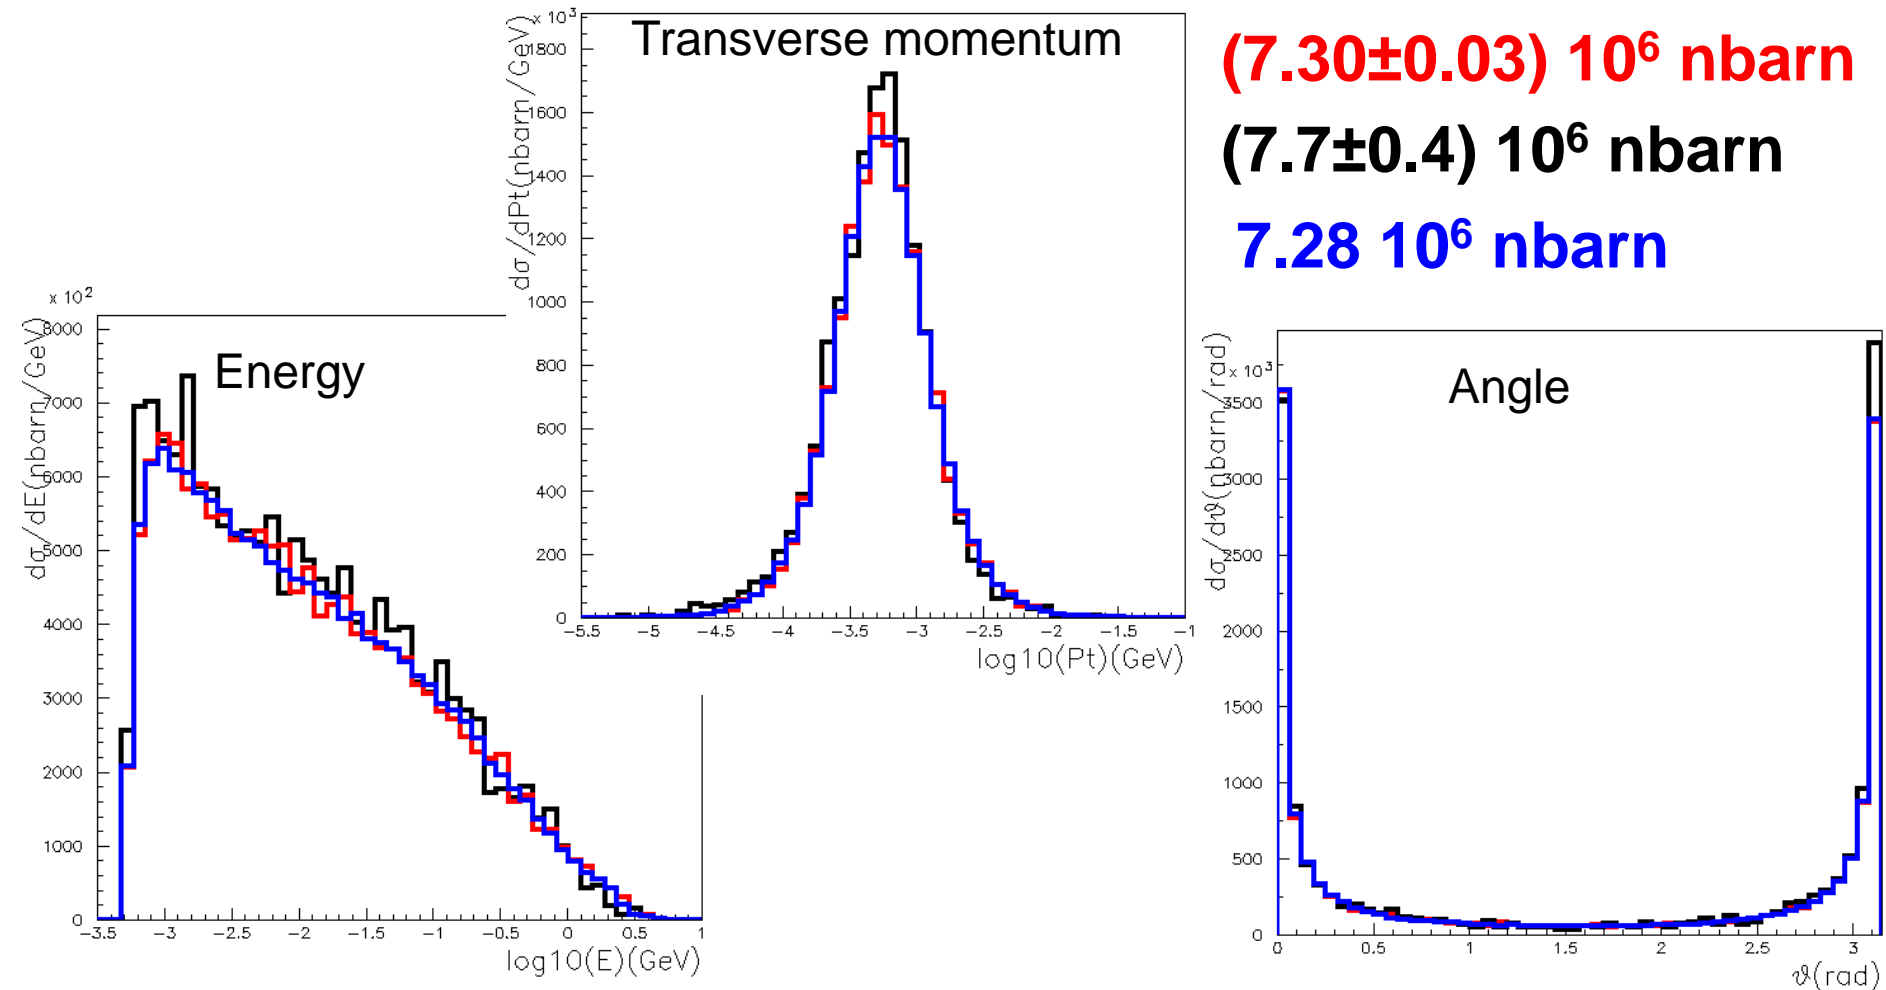 Transverse momentum
(7.30±0.03) 10⁶ nbarn
(7.7±0.4) 10⁶ nbarn
7.28 10⁶ nbarn
x 10³
dσ/dPt(nbarn/GeV)
1800
1600
1400
1200
1000
800
600
400
200
0
−5.5 −5 −4.5 −4 −3.5 −3 −2.5 −2 −1.5 −1
log10(Pt)(GeV)
Energy
x 10²
dσ/dE(nbarn/GeV)
8000
7000
6000
5000
4000
3000
2000
1000
0
−3.5 −3 −2.5 −2 −1.5 −1 −0.5 0 0.5 1
log10(E)(GeV)
Angle
x 10³
dσ/dϑ(nbarn/rad)
3500
3000
2500
2000
1500
1000
500
0
0 0.5 1 1.5 2 2.5 3
ϑ(rad)